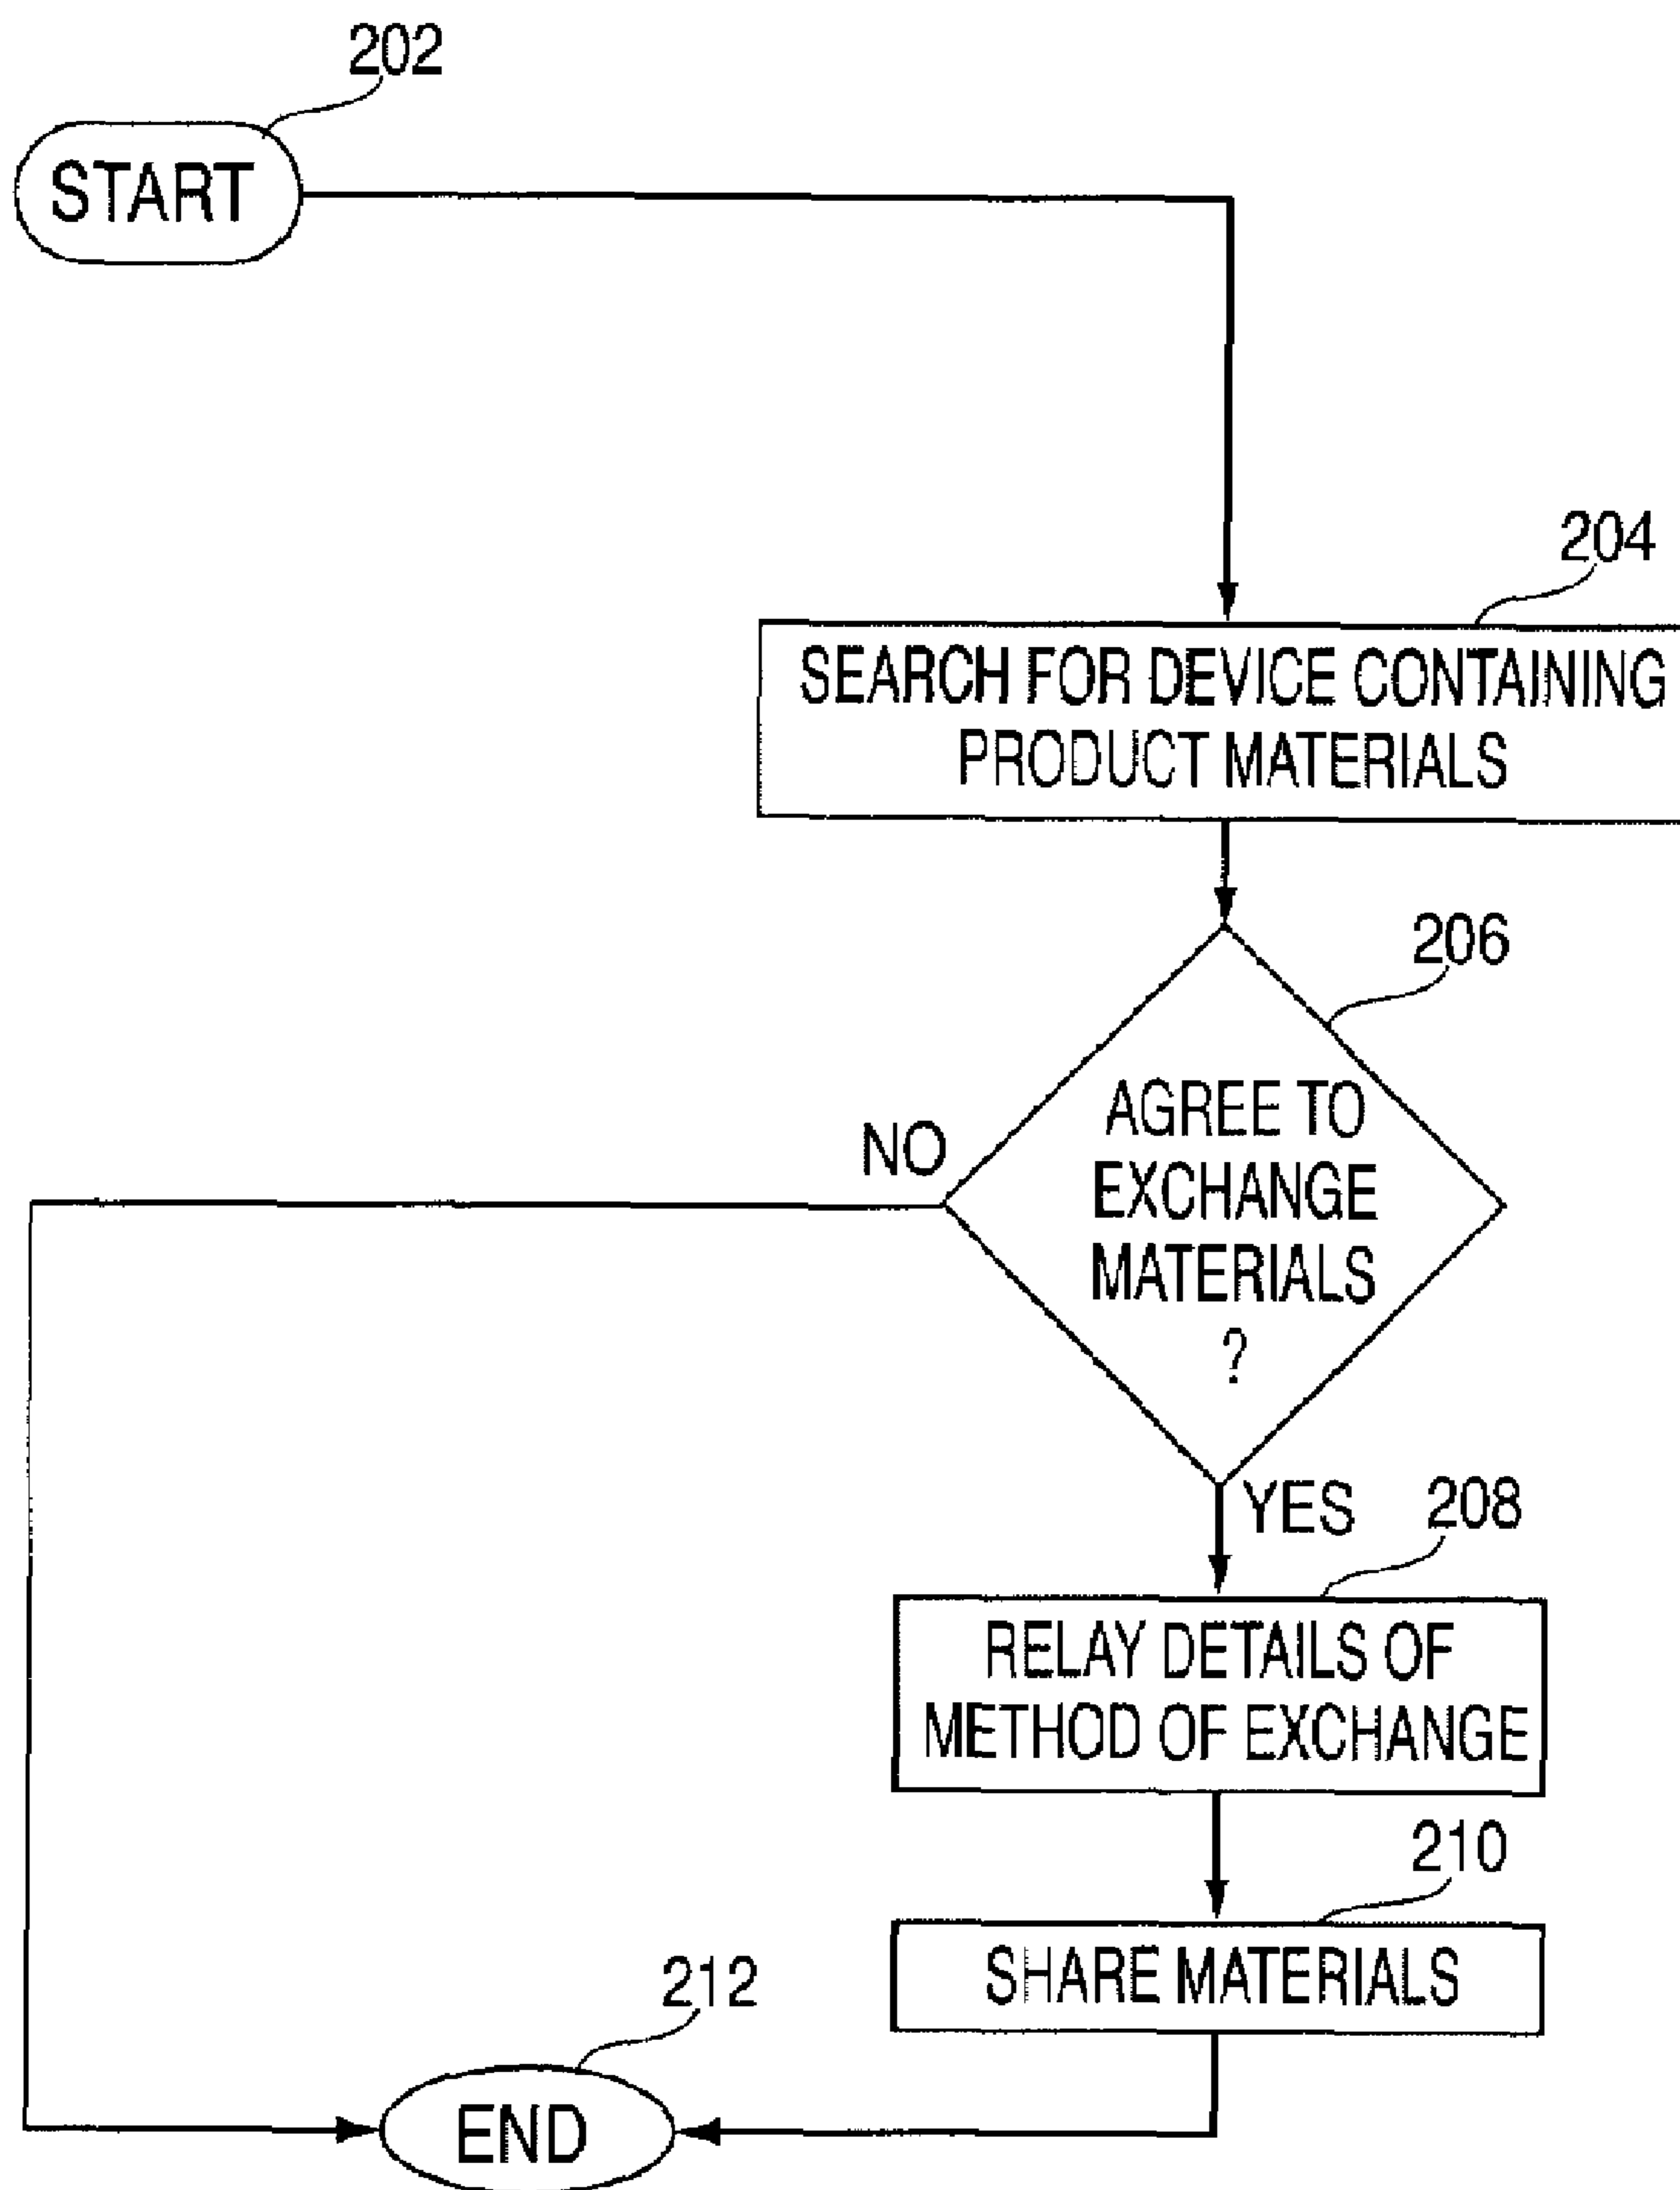 202
START
204
SEARCH FOR DEVICE CONTAINING
PRODUCT MATERIALS
206
AGREE TO
EXCHANGE
MATERIALS
?
NO
YES
208
RELAY DETAILS OF
METHOD OF EXCHANGE
210
SHARE MATERIALS
212
END